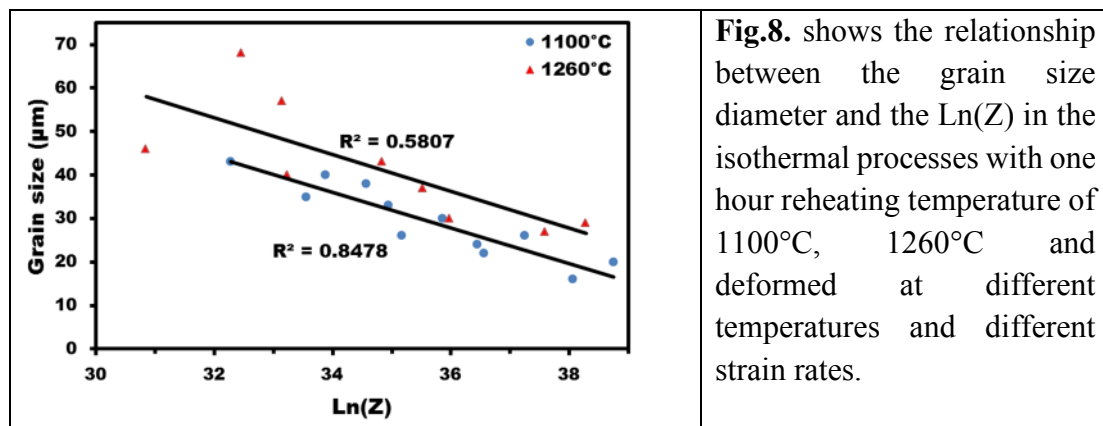 70
60
50
40
30
20
10
0
Grain size (µm)
1100°C
1260°C
R² = 0.5807
R² = 0.8478
30 32 34 36 38
Ln(Z)
Fig.8. shows the relationship
between the grain size
diameter and the Ln(Z) in the
isothermal processes with one
hour reheating temperature of
1100°C, 1260°C and
deformed at different
temperatures and different
strain rates.